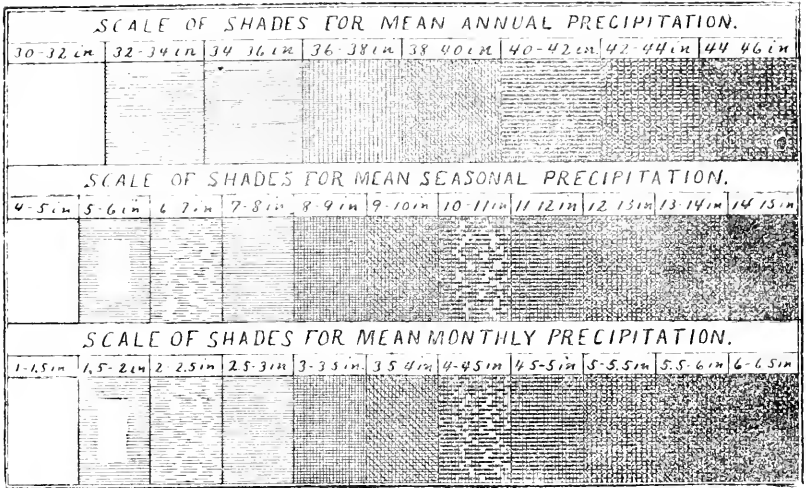 SCALE OF SHADES FOR MEAN ANNUAL PRECIPITATION.
30-32 in 32-34 in 34 36 in 36-38 in 38 40 in 40-42 in 42-44 in 44 46 in
SCALE OF SHADES FOR MEAN SEASONAL PRECIPITATION.
4-5 in 5-6 in 6 7 in 7-8 in 8-9 in 9-10 in 10-11 in 11 12 in 12 13 in 13-14 in 14 15 in
SCALE OF SHADES FOR MEAN MONTHLY PRECIPITATION.
1-1.5 in 1.5-2 in 2-2.5 in 2.5-3 in 3-3.5 in 3.5 4 in 4-4.5 in 4.5-5 in 5-5.5 in 5.5-6 in 6-6.5 in